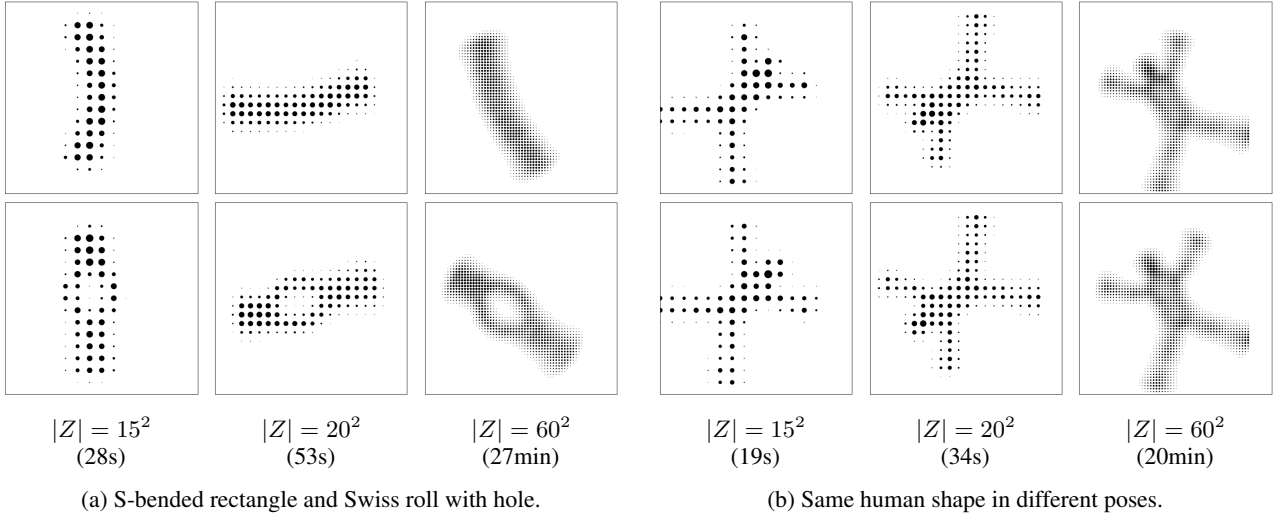 |Z| = 15² |Z| = 20² |Z| = 60² |Z| = 15² |Z| = 20² |Z| = 60²
(28s) (53s) (27min) (19s) (34s) (20min)
(a) S-bended rectangle and Swiss roll with hole. (b) Same human shape in different poses.